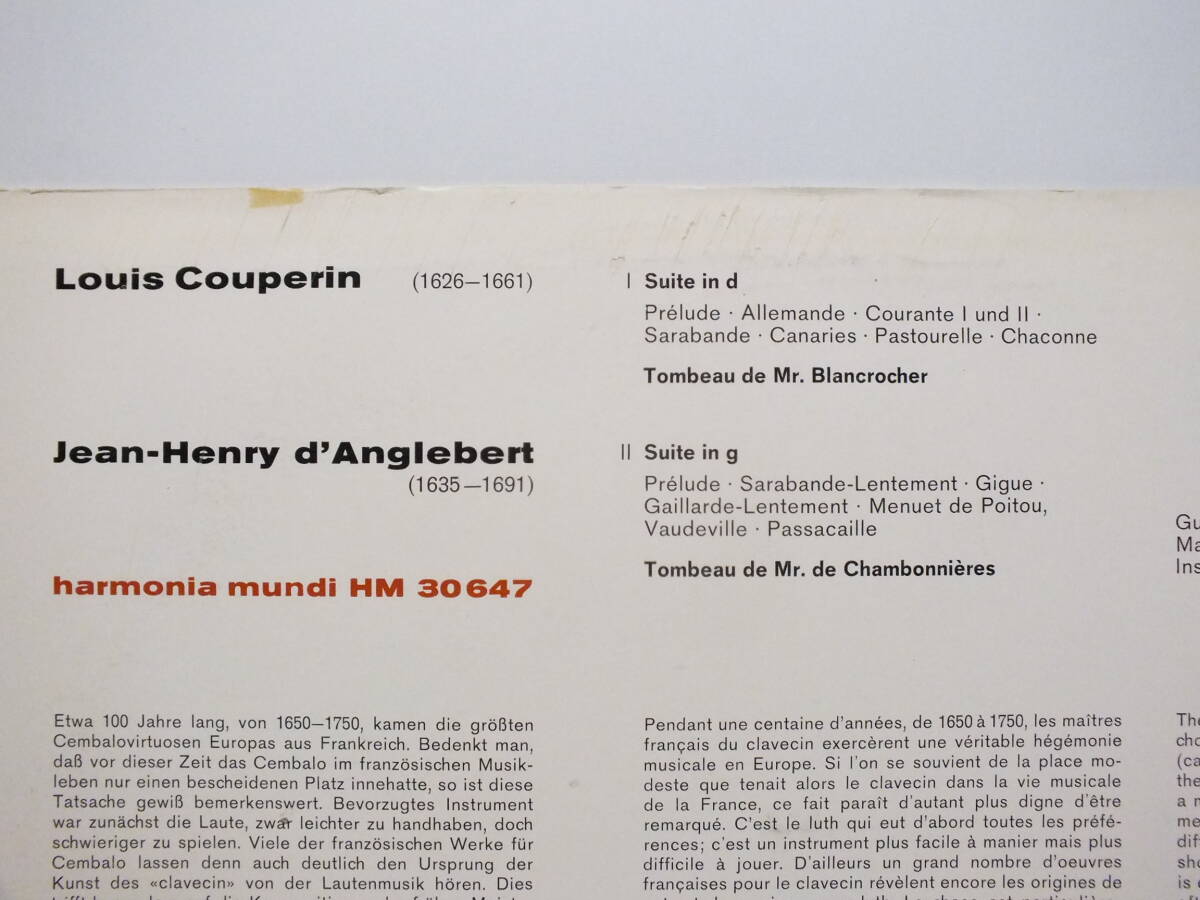 Louis Couperin (1626–1661)
I Suite in d
Prélude · Allemande · Courante I und II ·
Sarabande · Canaries · Pastourelle · Chaconne
Tombeau de Mr. Blancrocher
Jean-Henry d'Anglebert
(1635–1691)
II Suite in g
Prélude · Sarabande-Lentement · Gigue ·
Gaillarde-Lentement · Menuet de Poitou,
Vaudeville · Passacaille
Tombeau de Mr. de Chambonnières
harmonia mundi HM 30 647
Etwa 100 Jahre lang, von 1650–1750, kamen die größten
Cembalovirtuosen Europas aus Frankreich. Bedenkt man,
daß vor dieser Zeit das Cembalo im französischen Musik-
leben nur einen bescheidenen Platz innehatte, so ist diese
Tatsache gewiß bemerkenswert. Bevorzugtes Instrument
war zunächst die Laute, zwar leichter zu handhaben, doch
schwieriger zu spielen. Viele der französischen Werke für
Cembalo lassen denn auch deutlich den Ursprung der
Kunst des «clavecin» von der Lautenmusik hören. Dies
Pendant une centaine d'années, de 1650 à 1750, les maîtres
français du clavecin exercèrent une véritable hégémonie
musicale en Europe. Si l'on se souvient de la place mo-
deste que tenait alors le clavecin dans la vie musicale
de la France, ce fait paraît d'autant plus digne d'être
remarqué. C'est le luth qui eut d'abord toutes les préfé-
rences; c'est un instrument plus facile à manier mais plus
difficile à jouer. D'ailleurs un grand nombre d'oeuvres
françaises pour le clavecin révèlent encore les origines de